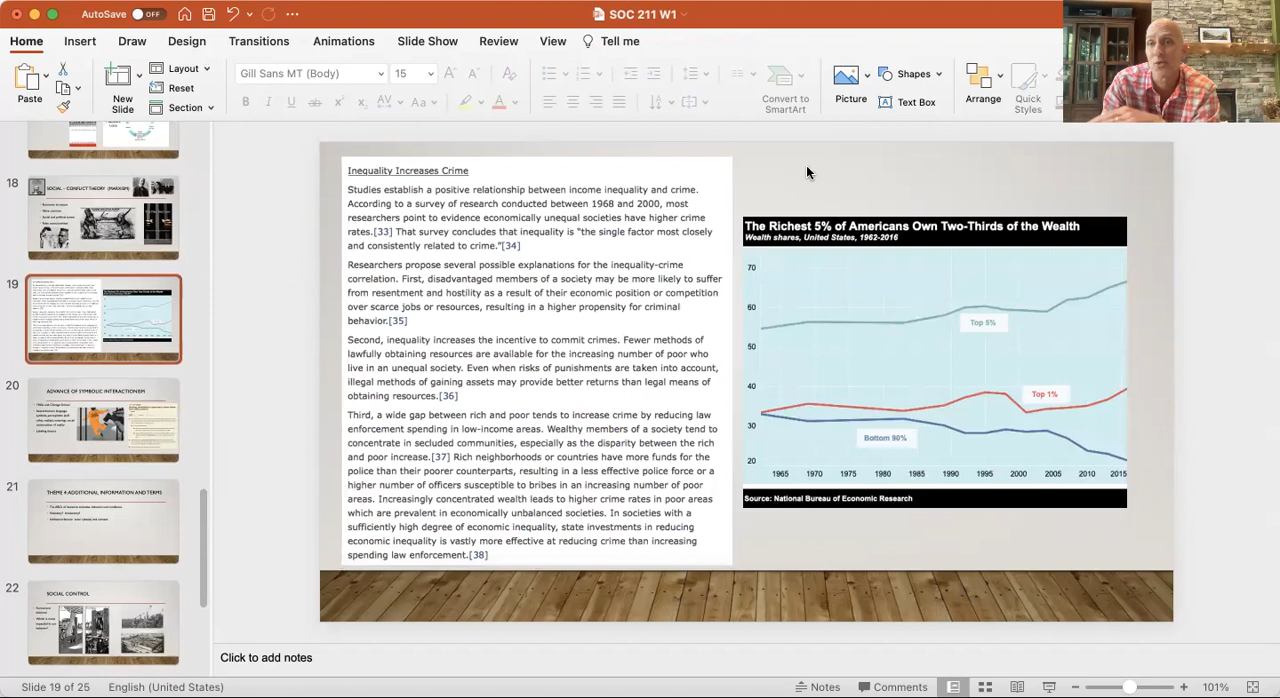 AutoSave OFF SOC 211 W1
Home Insert Draw Design Transitions Animations Slide Show Review View Tell me
Paste
New
Slide
Layout
Reset
Section
Gill Sans MT (Body) 15
Convert to
SmartArt
Picture
Shapes
Text Box
Arrange
Quick
Styles
18
SOCIAL - CONFLICT THEORY (MARXISM)
19
20
ADVANCE OF SYMBOLIC INTERACTIONISM
21
THEME 4: ADDITIONAL INFORMATION AND TERMS
22
SOCIAL CONTROL
Inequality Increases Crime
Studies establish a positive relationship between income inequality and crime.
According to a survey of research conducted between 1968 and 2000, most
researchers point to evidence economically unequal societies have higher crime
rates.[33] That survey concludes that inequality is “the single factor most closely
and consistently related to crime.”[34]
Researchers propose several possible explanations for the inequality-crime
correlation. First, disadvantaged members of a society may be more likely to suffer
from resentment and hostility as a result of their economic position or competition
over scarce jobs or resources, resulting in a higher propensity for criminal
behavior.[35]
Second, inequality increases the incentive to commit crimes. Fewer methods of
lawfully obtaining resources are available for the increasing number of poor who
live in an unequal society. Even when risks of punishments are taken into account,
illegal methods of gaining assets may provide better returns than legal means of
obtaining resources.[36]
Third, a wide gap between rich and poor tends to increase crime by reducing law
enforcement spending in low-income areas. Wealthy members of a society tend to
concentrate in secluded communities, especially as the disparity between the rich
and poor increase.[37] Rich neighborhoods or countries have more funds for the
police than their poorer counterparts, resulting in a less effective police force or a
higher number of officers susceptible to bribes in an increasing number of poor
areas. Increasingly concentrated wealth leads to higher crime rates in poor areas
which are prevalent in economically unbalanced societies. In societies with a
sufficiently high degree of economic inequality, state investments in reducing
economic inequality is vastly more effective at reducing crime than increasing
spending law enforcement.[38]
The Richest 5% of Americans Own Two-Thirds of the Wealth
Wealth shares, United States, 1962-2016
70
60
50
40
30
20
Top 5%
Top 1%
Bottom 90%
1965 1970 1975 1980 1985 1990 1995 2000 2005 2010 2015
Source: National Bureau of Economic Research
Click to add notes
Slide 19 of 25 English (United States) Notes Comments 101%